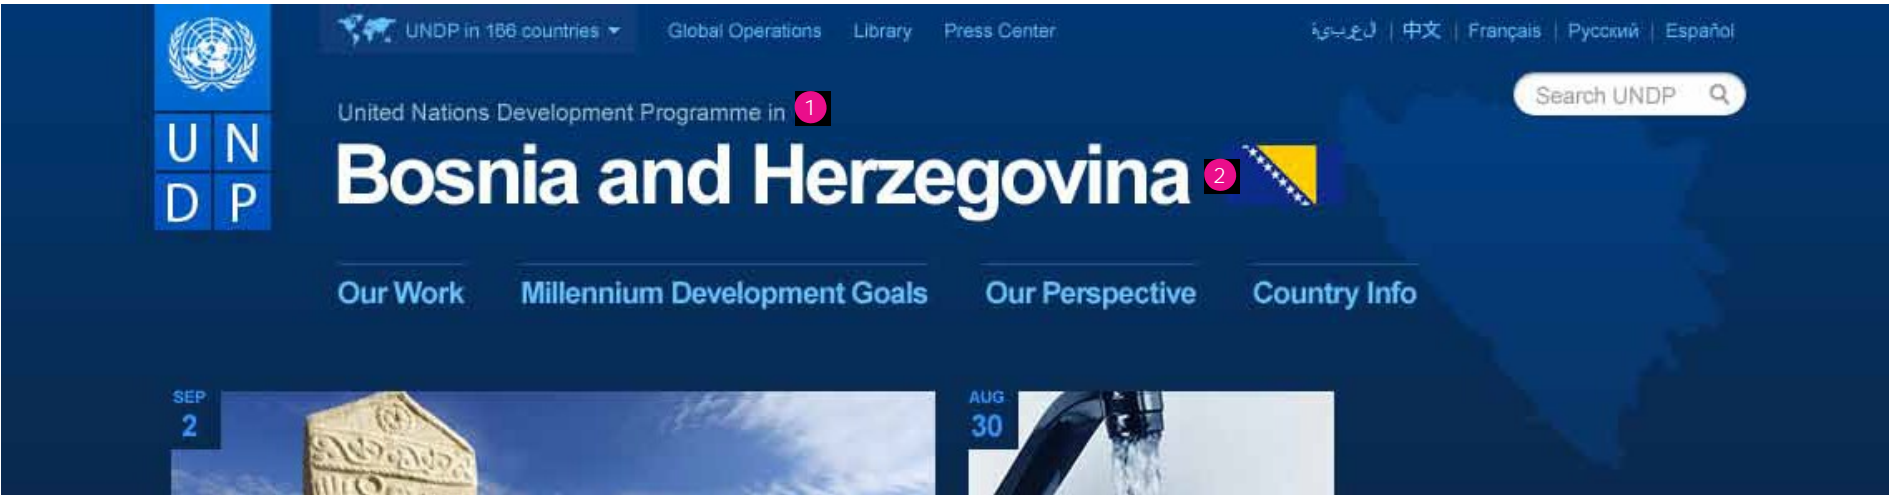 UNDP in 166 countries
Global Operations
Library
Press Center
العربية | 中文 | Français | Русский | Español
Search UNDP
United Nations Development Programme in 1
UN
DP
Bosnia and Herzegovina 2
Our Work
Millennium Development Goals
Our Perspective
Country Info
SEP
2
AUG
30